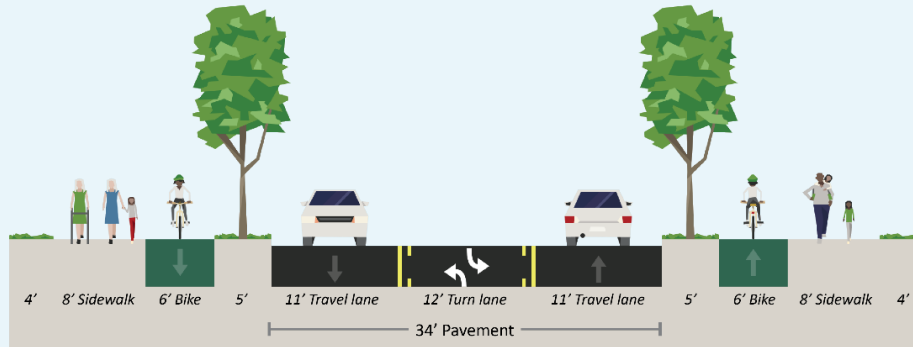 4’ 8’ Sidewalk 6’ Bike 5’ 11’ Travel lane 12’ Turn lane 11’ Travel lane 5’ 6’ Bike 8’ Sidewalk 4’
34’ Pavement